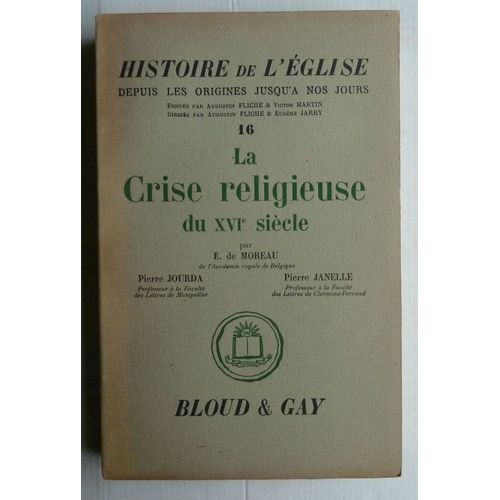 HISTOIRE DE L'ÉGLISE
DEPUIS LES ORIGINES JUSQU'A NOS JOURS
Fondée par Augustin FLICHE & Victor MARTIN
Dirigée par Augustin FLICHE & Eugène JARRY
16
La
Crise religieuse
du XVIe siècle
par
E. de MOREAU
de l'Académie royale de Belgique
Pierre JOURDA
Professeur à la Faculté
des Lettres de Montpellier
Pierre JANELLE
Professeur à la Faculté
des Lettres de Clermont-Ferrand
BLOUD & GAY